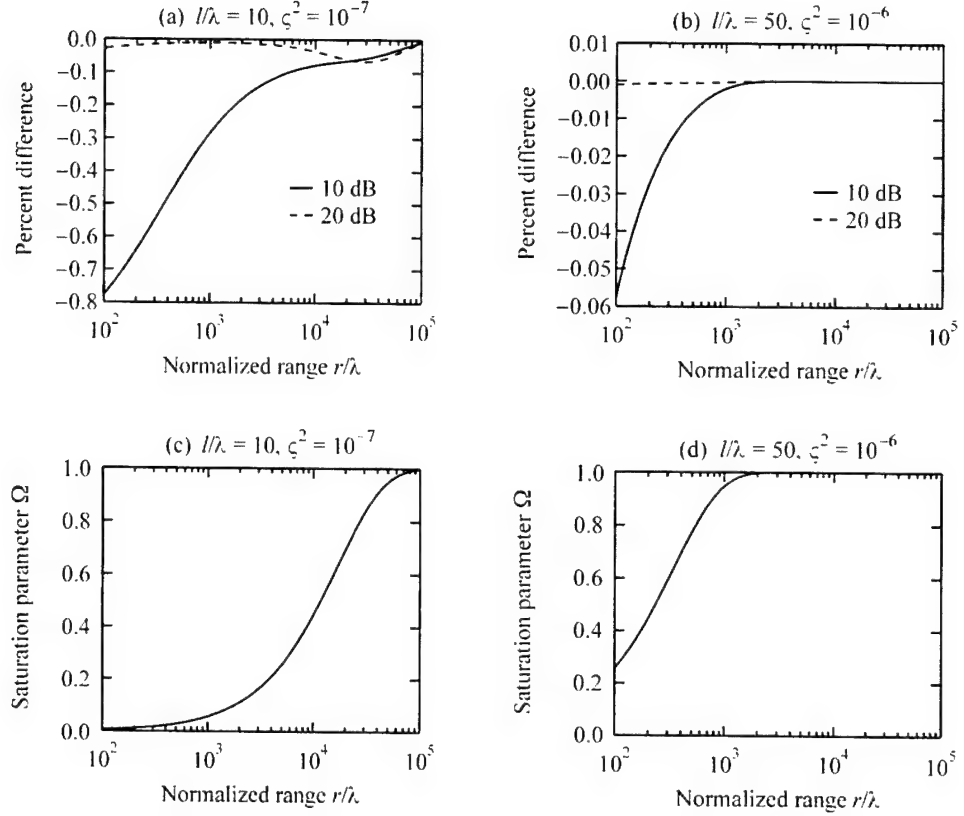 (a) l/λ = 10, ς² = 10⁻⁷
0.0
−0.1
−0.2
−0.3
−0.4
−0.5
−0.6
−0.7
−0.8
Percent difference
10 dB
20 dB
10² 10³ 10⁴ 10⁵
Normalized range r/λ
(b) l/λ = 50, ς² = 10⁻⁶
0.01
0.00
−0.01
−0.02
−0.03
−0.04
−0.05
−0.06
Percent difference
10 dB
20 dB
10² 10³ 10⁴ 10⁵
Normalized range r/λ
(c) l/λ = 10, ς² = 10⁻⁷
1.0
0.8
0.6
0.4
0.2
0.0
Saturation parameter Ω
10² 10³ 10⁴ 10⁵
Normalized range r/λ
(d) l/λ = 50, ς² = 10⁻⁶
1.0
0.8
0.6
0.4
0.2
0.0
Saturation parameter Ω
10² 10³ 10⁴ 10⁵
Normalized range r/λ